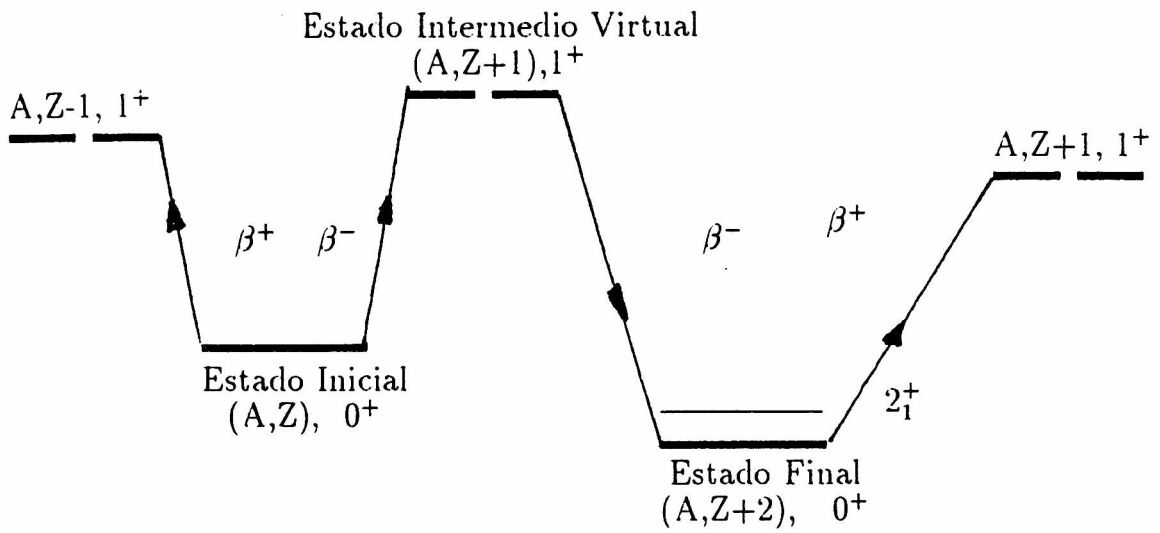 Estado Intermedio Virtual
(A,Z+1),1⁺
A,Z-1, 1⁺
A,Z+1, 1⁺
β⁺ β⁻
β⁻ β⁺
Estado Inicial
(A,Z), 0⁺
2₁⁺
Estado Final
(A,Z+2), 0⁺